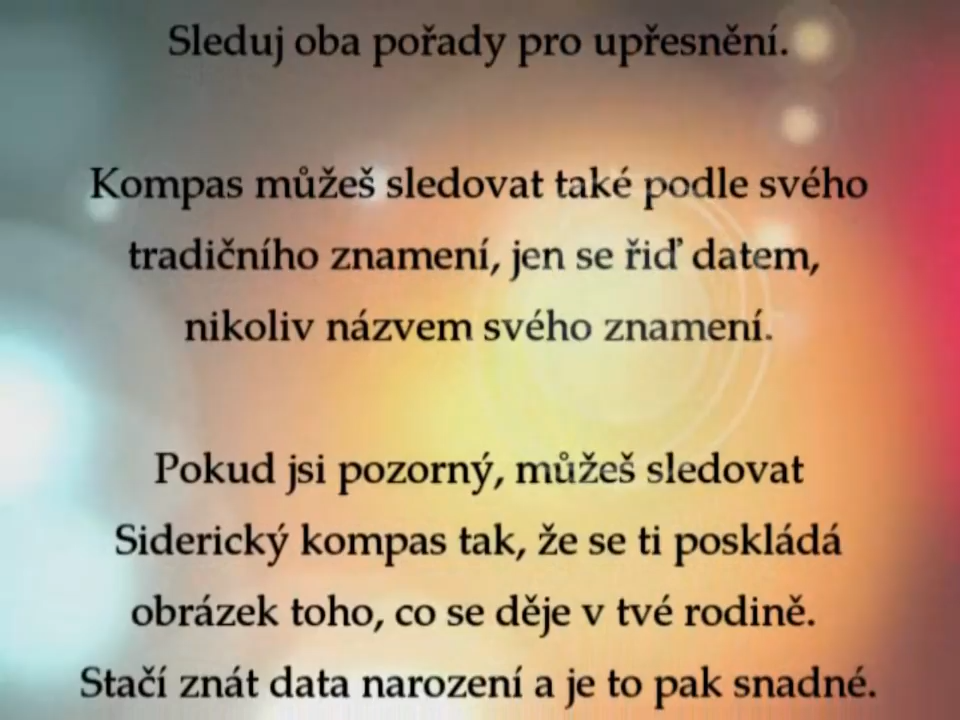 Sleduj oba pořady pro upřesnění.
Kompas můžeš sledovat také podle svého
tradičního znamení, jen se řiď datem,
nikoliv názvem svého znamení.
Pokud jsi pozorný, můžeš sledovat
Siderický kompas tak, že se ti poskládá
obrázek toho, co se děje v tvé rodině.
Stačí znát data narození a je to pak snadné.